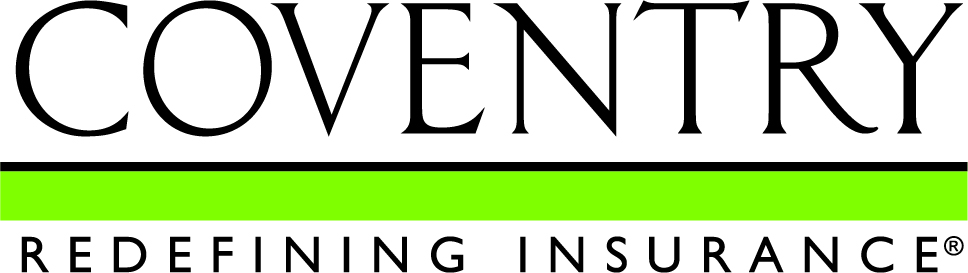 COVENTRY
REDEFINING INSURANCE®